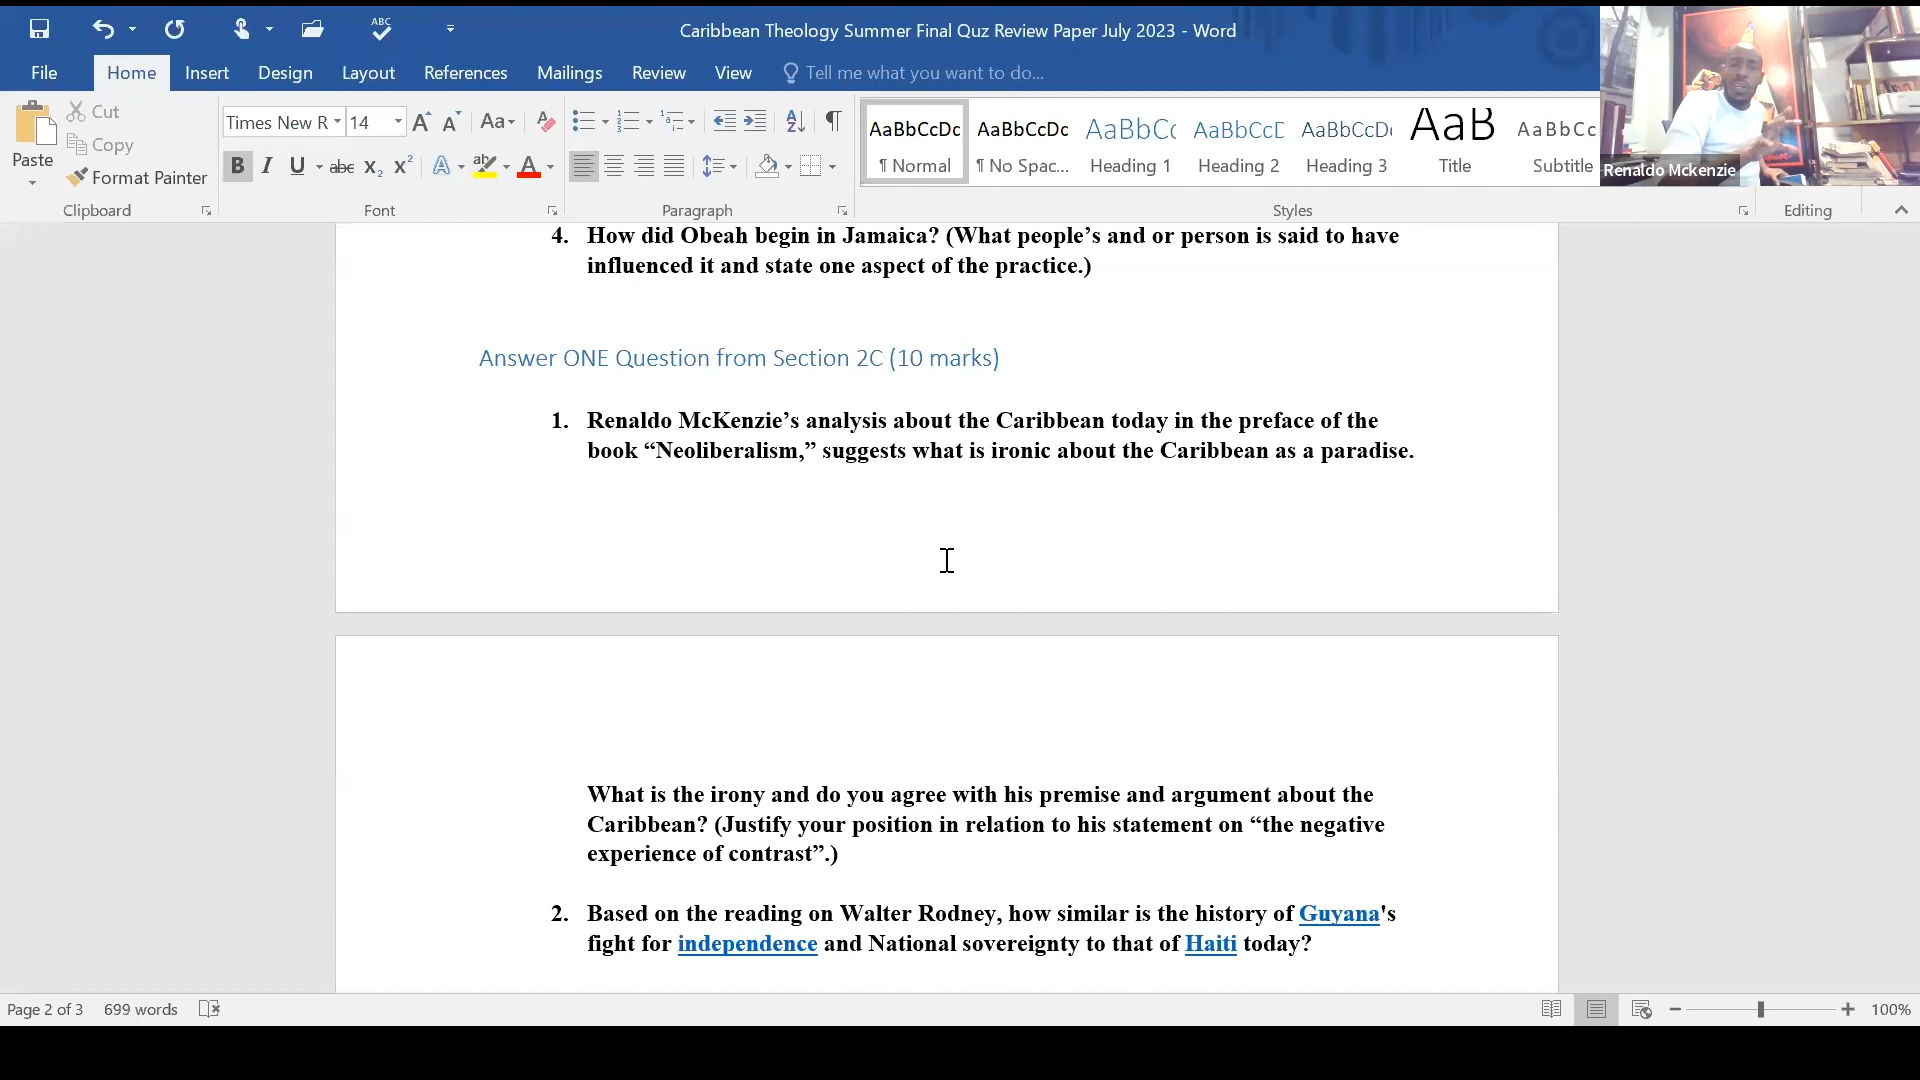 ABC
Caribbean Theology Summer Final Quz Review Paper July 2023 - Word
File Home Insert Design Layout References Mailings Review View Tell me what you want to do...
Paste
Cut
Copy
Format Painter
Clipboard
Times New R 14
Aa
B I U abc X₂ X² A ab A
Font
Paragraph
AaBbCcDc AaBbCcDc AaBbCc AaBbCcD AaBbCcDc AaB AaBbCc
¶ Normal ¶ No Spac... Heading 1 Heading 2 Heading 3 Title Subtitle
Styles
Editing
Renaldo Mckenzie
4. How did Obeah begin in Jamaica? (What people’s and or person is said to have
influenced it and state one aspect of the practice.)
Answer ONE Question from Section 2C (10 marks)
1. Renaldo McKenzie’s analysis about the Caribbean today in the preface of the
book “Neoliberalism,” suggests what is ironic about the Caribbean as a paradise.
What is the irony and do you agree with his premise and argument about the
Caribbean? (Justify your position in relation to his statement on “the negative
experience of contrast”.)
2. Based on the reading on Walter Rodney, how similar is the history of Guyana's
fight for independence and National sovereignty to that of Haiti today?
Page 2 of 3 699 words
100%